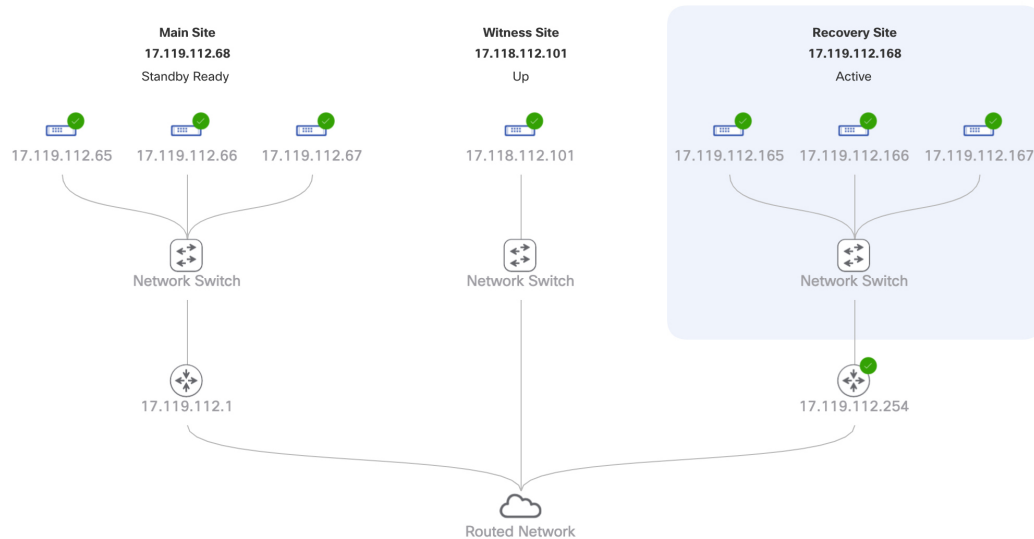 Main Site
17.119.112.68
Standby Ready
Witness Site
17.118.112.101
Up
Recovery Site
17.119.112.168
Active
17.119.112.65
17.119.112.66
17.119.112.67
17.118.112.101
17.119.112.165
17.119.112.166
17.119.112.167
Network Switch
Network Switch
Network Switch
17.119.112.1
17.119.112.254
Routed Network